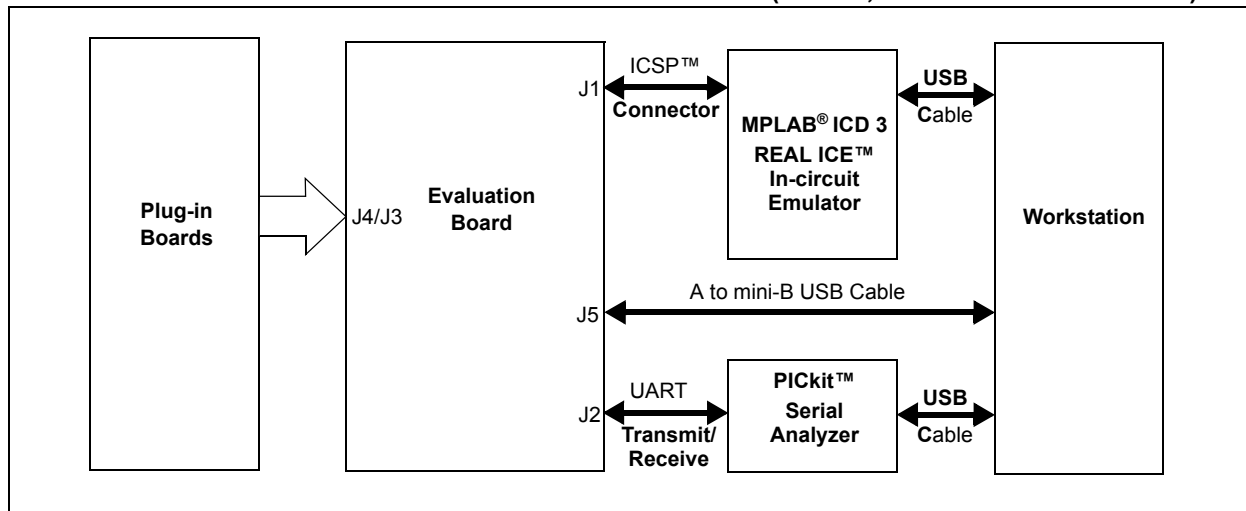 Plug-in
Boards
J4/J3
Evaluation
Board
J1
ICSP™
Connector
MPLAB® ICD 3
REAL ICE™
In-circuit
Emulator
USB
Cable
Workstation
J5
A to mini-B USB Cable
J2
UART
Transmit/
Receive
PICkit™
Serial
Analyzer
USB
Cable